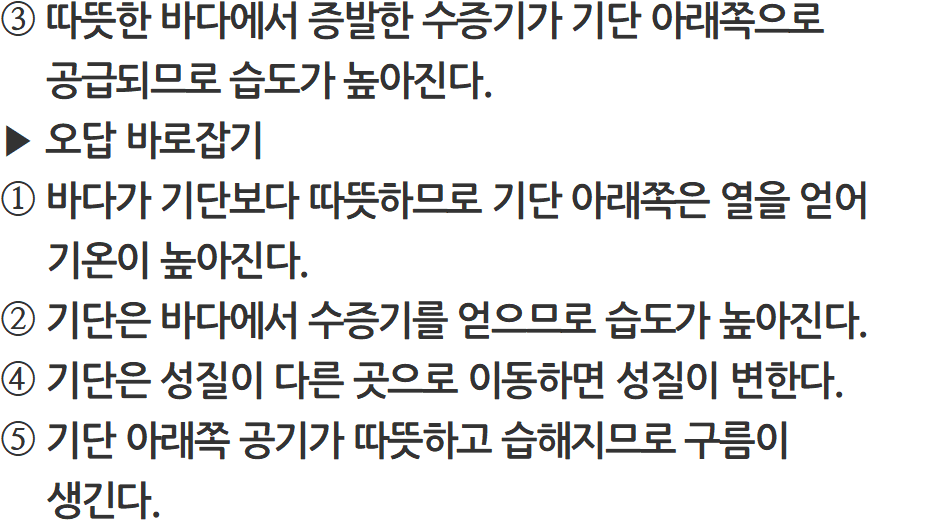 ③ 따뜻한 바다에서 증발한 수증기가 기단 아래쪽으로
공급되므로 습도가 높아진다.
▶ 오답 바로잡기
① 바다가 기단보다 따뜻하므로 기단 아래쪽은 열을 얻어
기온이 높아진다.
② 기단은 바다에서 수증기를 얻으므로 습도가 높아진다.
④ 기단은 성질이 다른 곳으로 이동하면 성질이 변한다.
⑤ 기단 아래쪽 공기가 따뜻하고 습해지므로 구름이
생긴다.